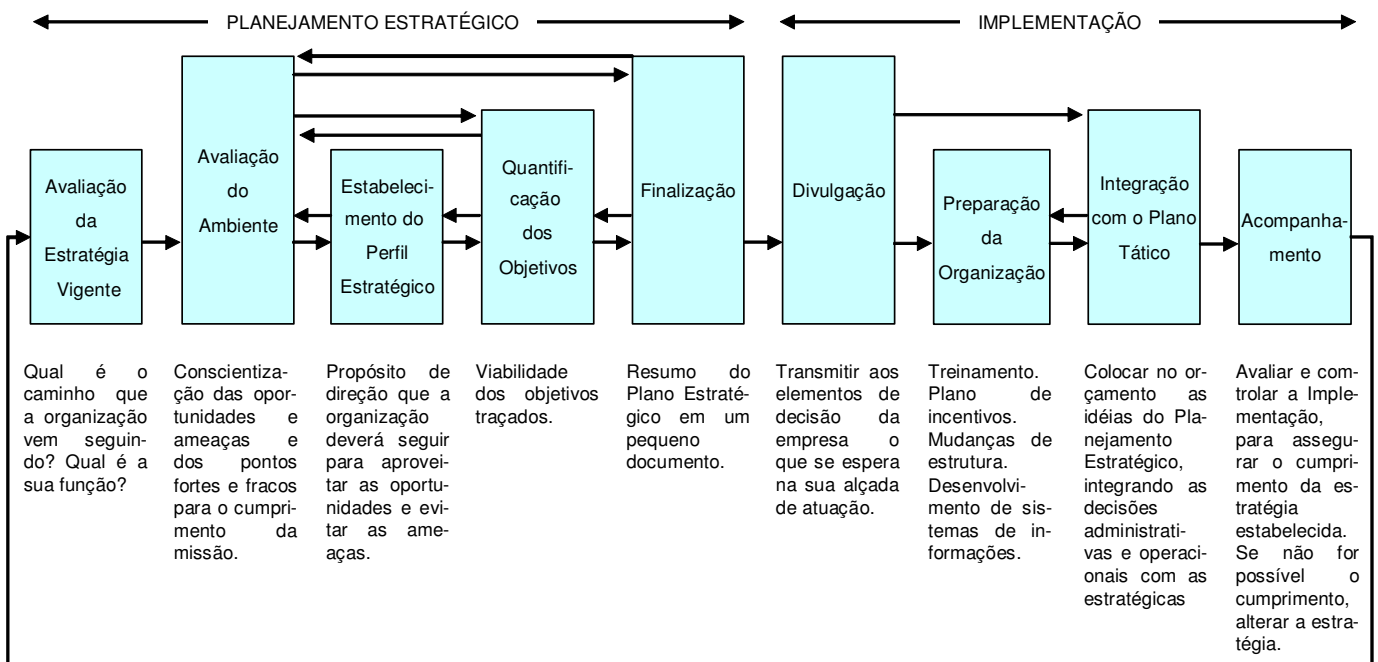 PLANEJAMENTO ESTRATÉGICO
IMPLEMENTAÇÃO
Avaliação
da
Estratégia
Vigente
Avaliação
do
Ambiente
Estabeleci-
mento do
Perfil
Estratégico
Quantifi-
cação
dos
Objetivos
Finalização
Divulgação
Preparação
da
Organização
Integração
com o Plano
Tático
Acompanha-
mento
Qual é o
caminho que
a organização
vem seguin-
do? Qual é a
sua função?
Conscientiza-
ção das opor-
tunidades e
ameaças e
dos pontos
fortes e fracos
para o cumpri-
mento da
missão.
Propósito de
direção que a
organização
deverá seguir
para aprovei-
tar as oportu-
nidades e evi-
tar as ame-
aças.
Viabilidade
dos objetivos
traçados.
Resumo do
Plano Estraté-
gico em um
pequeno
documento.
Transmitir aos
elementos de
decisão da
empresa o
que se espera
na sua alçada
de atuação.
Treinamento.
Plano de
incentivos.
Mudanças de
estrutura.
Desenvolvi-
mento de sis-
temas de in-
formações.
Colocar no or-
çamento as
idéias do Pla-
nejamento
Estratégico,
integrando as
decisões
administrati-
vas e operaci-
onais com as
estratégicas
Avaliar e com-
trolar a Imple-
mentação,
para assegu-
rar o cumpri-
mento da es-
tratégia
estabelecida.
Se não for
possível o
cumprimento,
alterar a estra-
tégia.